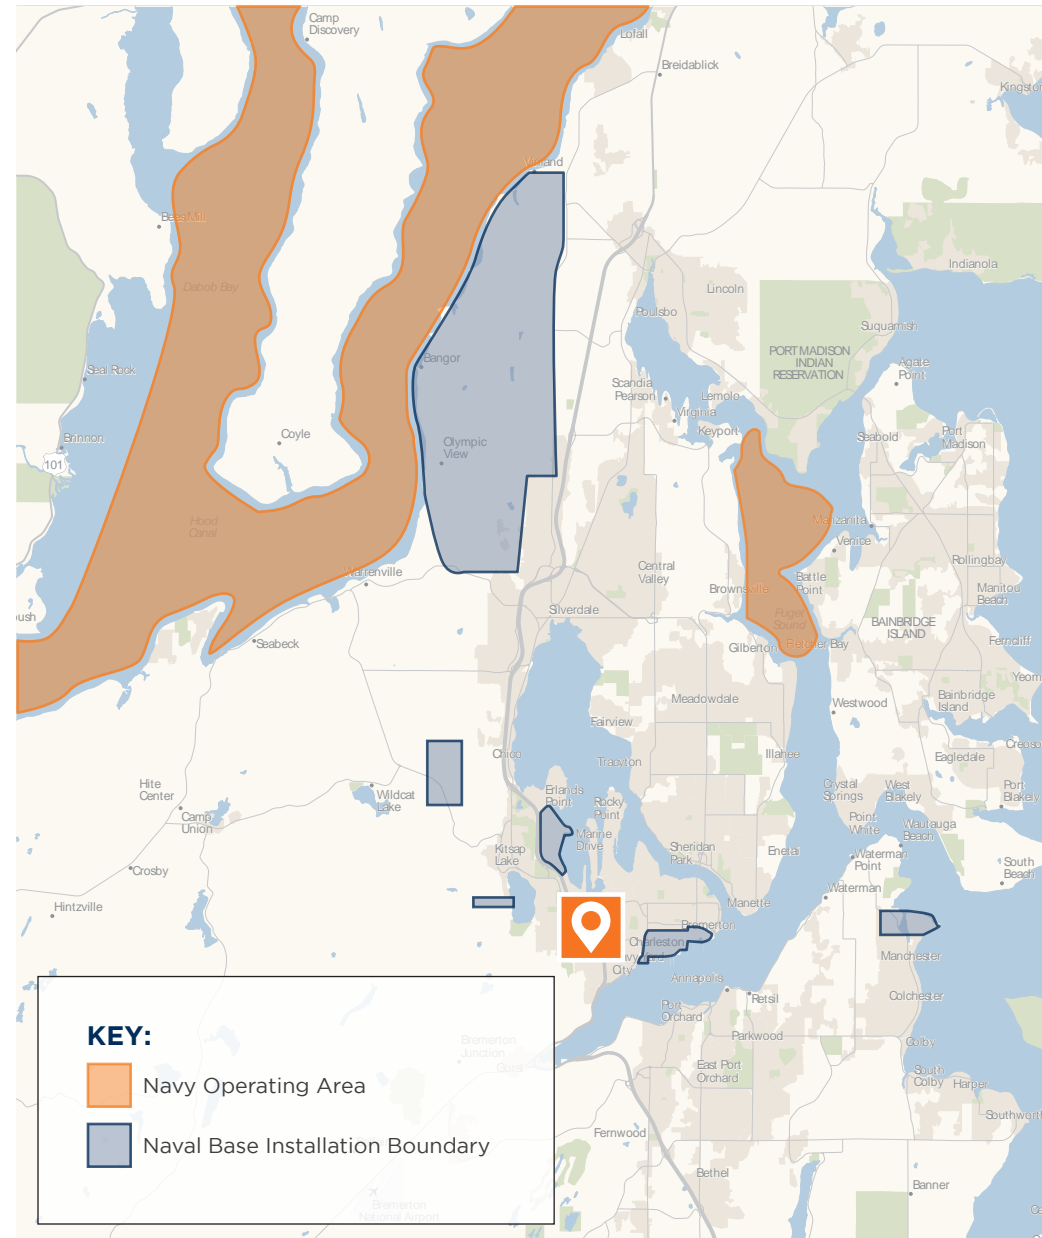 Camp
Discovery
Lofall
Breidablick
Kingston
Vinland
Bees Mill
Indianola
Dabob Bay
Lincoln
Poulsbo
Suquamish
PORT MADISON
INDIAN
RESERVATION
Bangor
Seal Rock
Agate
Point
Scandia
Pearson
Lemolo
Virginia
Keyport
Coyle
Brinnon
Olympic
View
Seabold
Port
Madison
101
Hood
Canal
Manzanita
Venice
Rollingbay
Warrenville
Central
Valley
Battle
Point
Brownsville
Manitou
Beach
Silverdale
Puget
Sound
BAINBRIDGE
ISLAND
Ferncliff
Seabeck
Gilberton
Fletcher Bay
Meadowdale
Westwood
Bainbridge
Island
Fairview
Chico
Tracyton
Illahee
Eagledale
Hite
Center
Wildcat
Lake
Erlands
Point
Rocky
Point
Crystal
Springs
West
Blakely
Port
Blakely
Camp
Union
Point
White
Wautauga
Beach
Marine
Drive
Kitsap
Lake
Sheridan
Park
Enetai
Waterman
Point
Crosby
South
Beach
Waterman
Hintzville
Manette
Bremerton
Charleston
City
Manchester
Annapolis
Retsil
Colchester
Port
Orchard
Parkwood
Colby
KEY:
Bremerton
Junction
Gorst
East Port
Orchard
South
Colby
Harper
Navy Operating Area
Southworth
Fernwood
Naval Base Installation Boundary
Bethel
Banner
Bremerton
National Airport